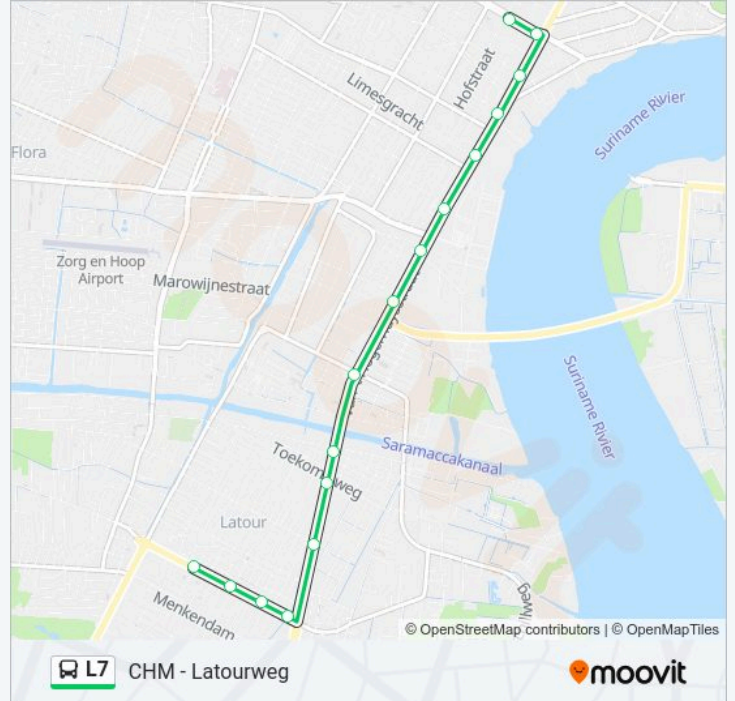 Hofstraat
Limesgracht
Suriname Rivier
Flora
Zorg en Hoop
Airport
Marowijnestraat
Suriname Rivier
Saramaccakanaal
Latour
Menkendam
© OpenStreetMap contributors | © OpenMapTiles
L7 CHM - Latourweg
moovit